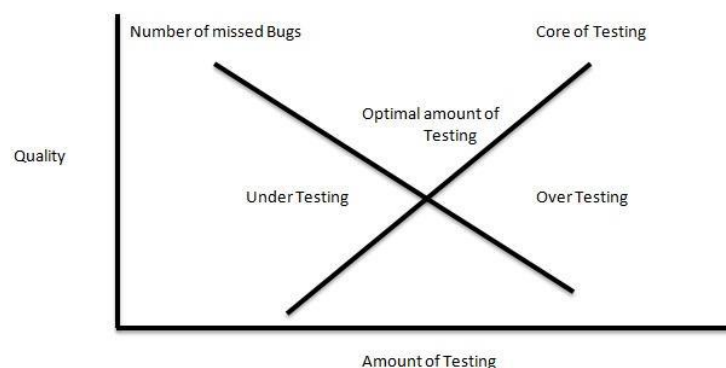 Number of missed Bugs
Core of Testing
Optimal amount of
Testing
Quality
Under Testing
Over Testing
Amount of Testing